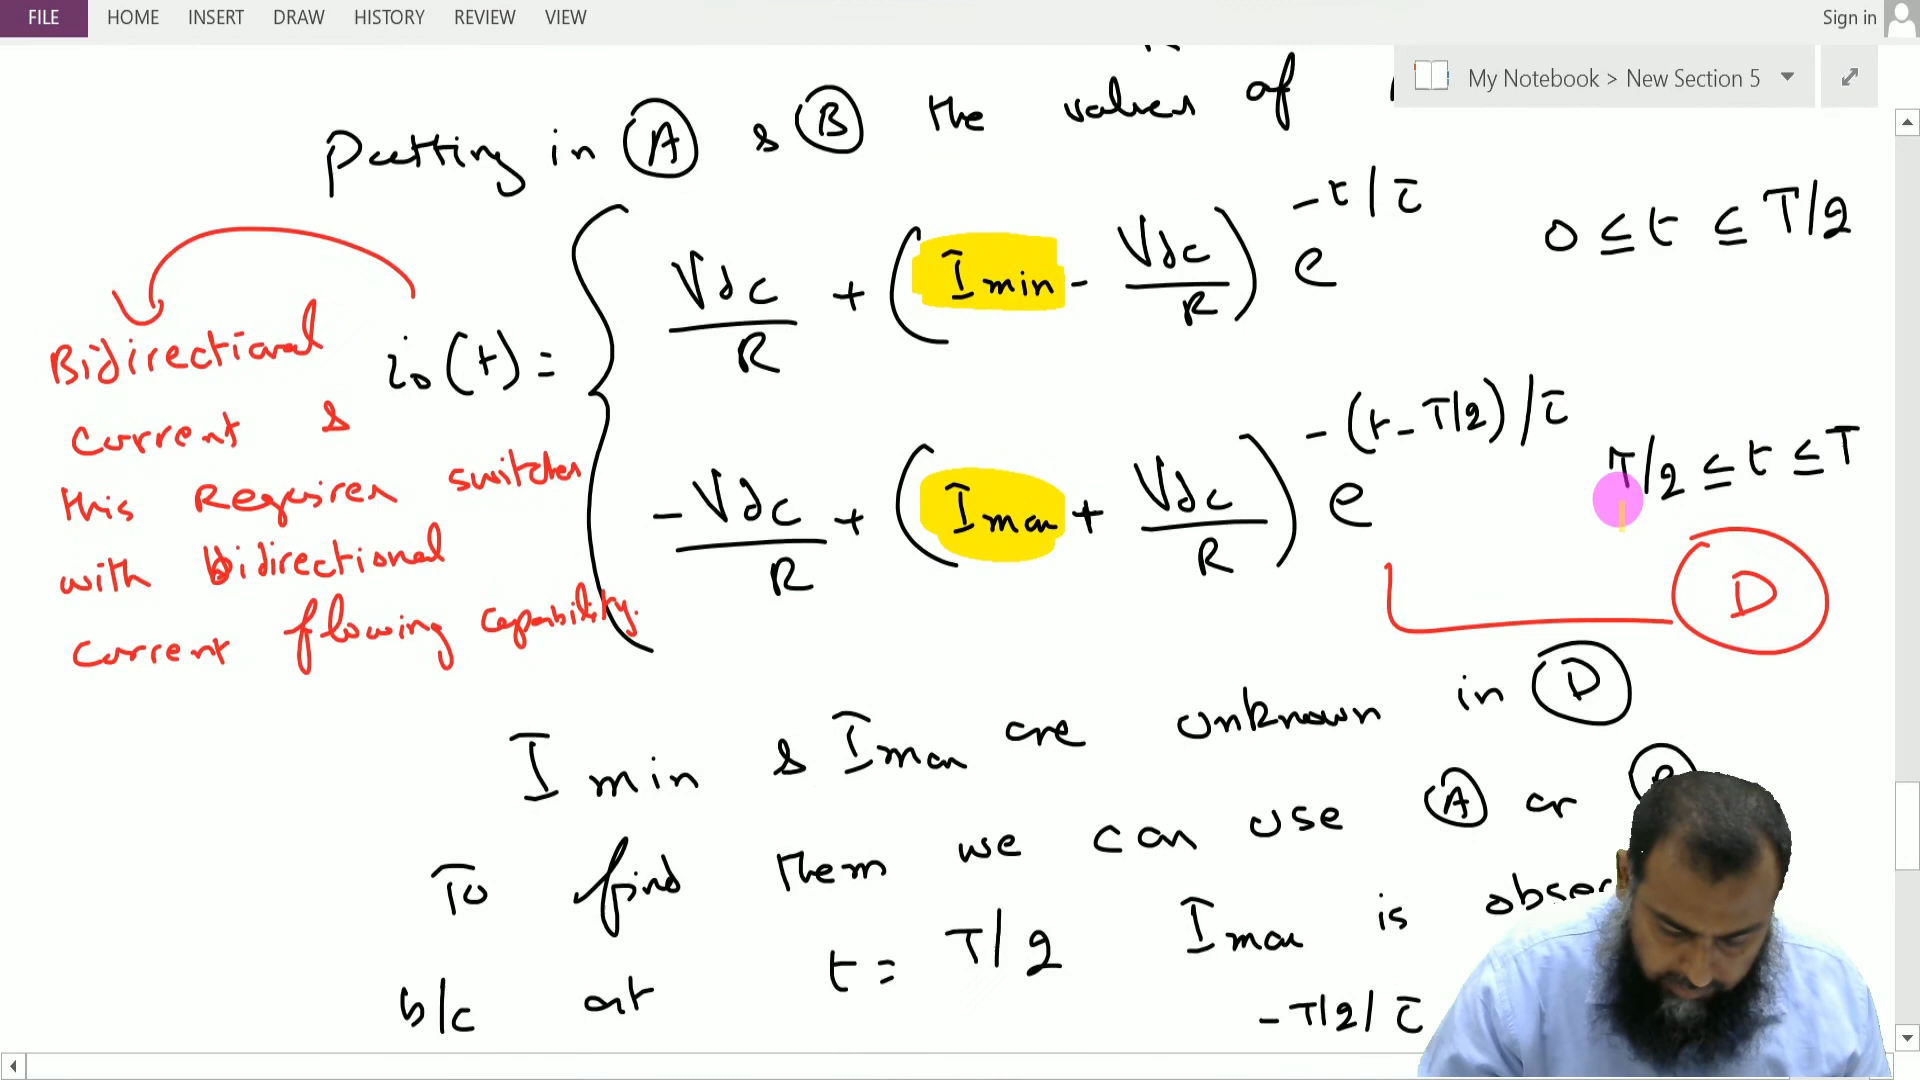 FILE HOME INSERT DRAW HISTORY REVIEW VIEW Sign in
My Notebook > New Section 5
Putting in A & B the values of
i₀(t) = { Vdc/R + (Imin - Vdc/R) e^-t/τ 0 ≤ t ≤ T/2
-Vdc/R + (Imax + Vdc/R) e^-(t-T/2)/τ T/2 ≤ t ≤ T
D
Bidirectional
current &
this Requires switches
with bidirectional
current flowing capability.
I min & Imax are unknown in D
To find them we can use A or
b/c at t = T/2 Imax is
-T/2/τ